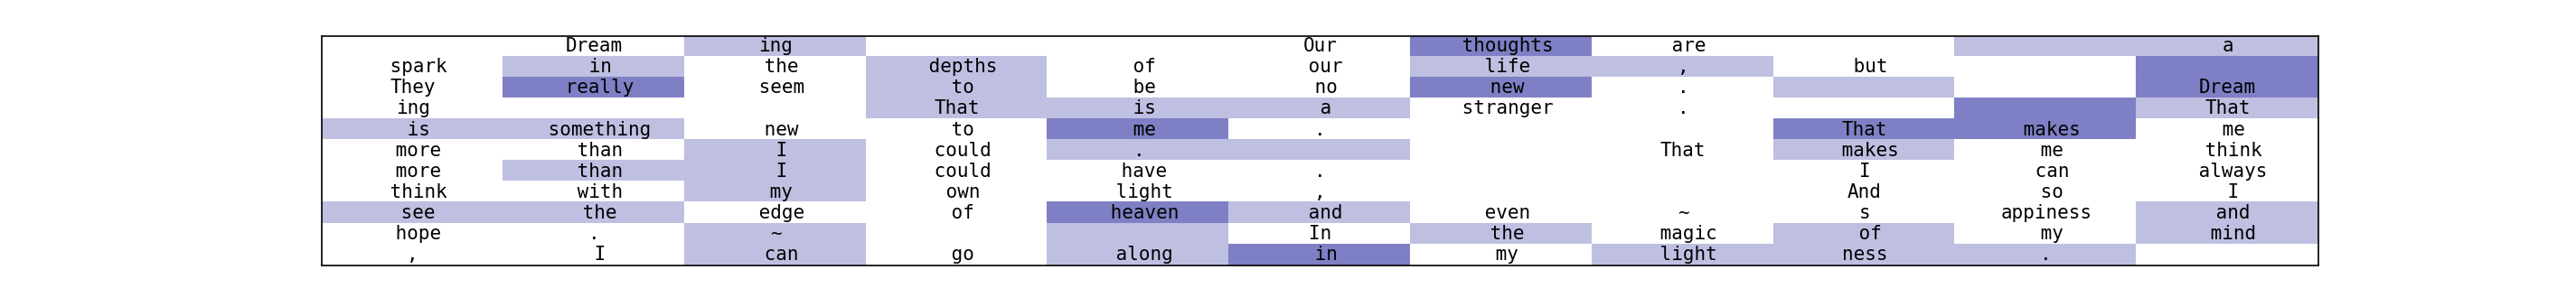 Dream ing Our thoughts are a
spark in the depths of our life , but
They really seem to be no new . Dream
ing That is a stranger . That
is something new to me . That makes me
more than I could . That makes me think
more than I could have . I can always
think with my own light , And so I
see the edge of heaven and even ~ s appiness and
hope . ~ In the magic of my mind
, I can go along in my light ness .